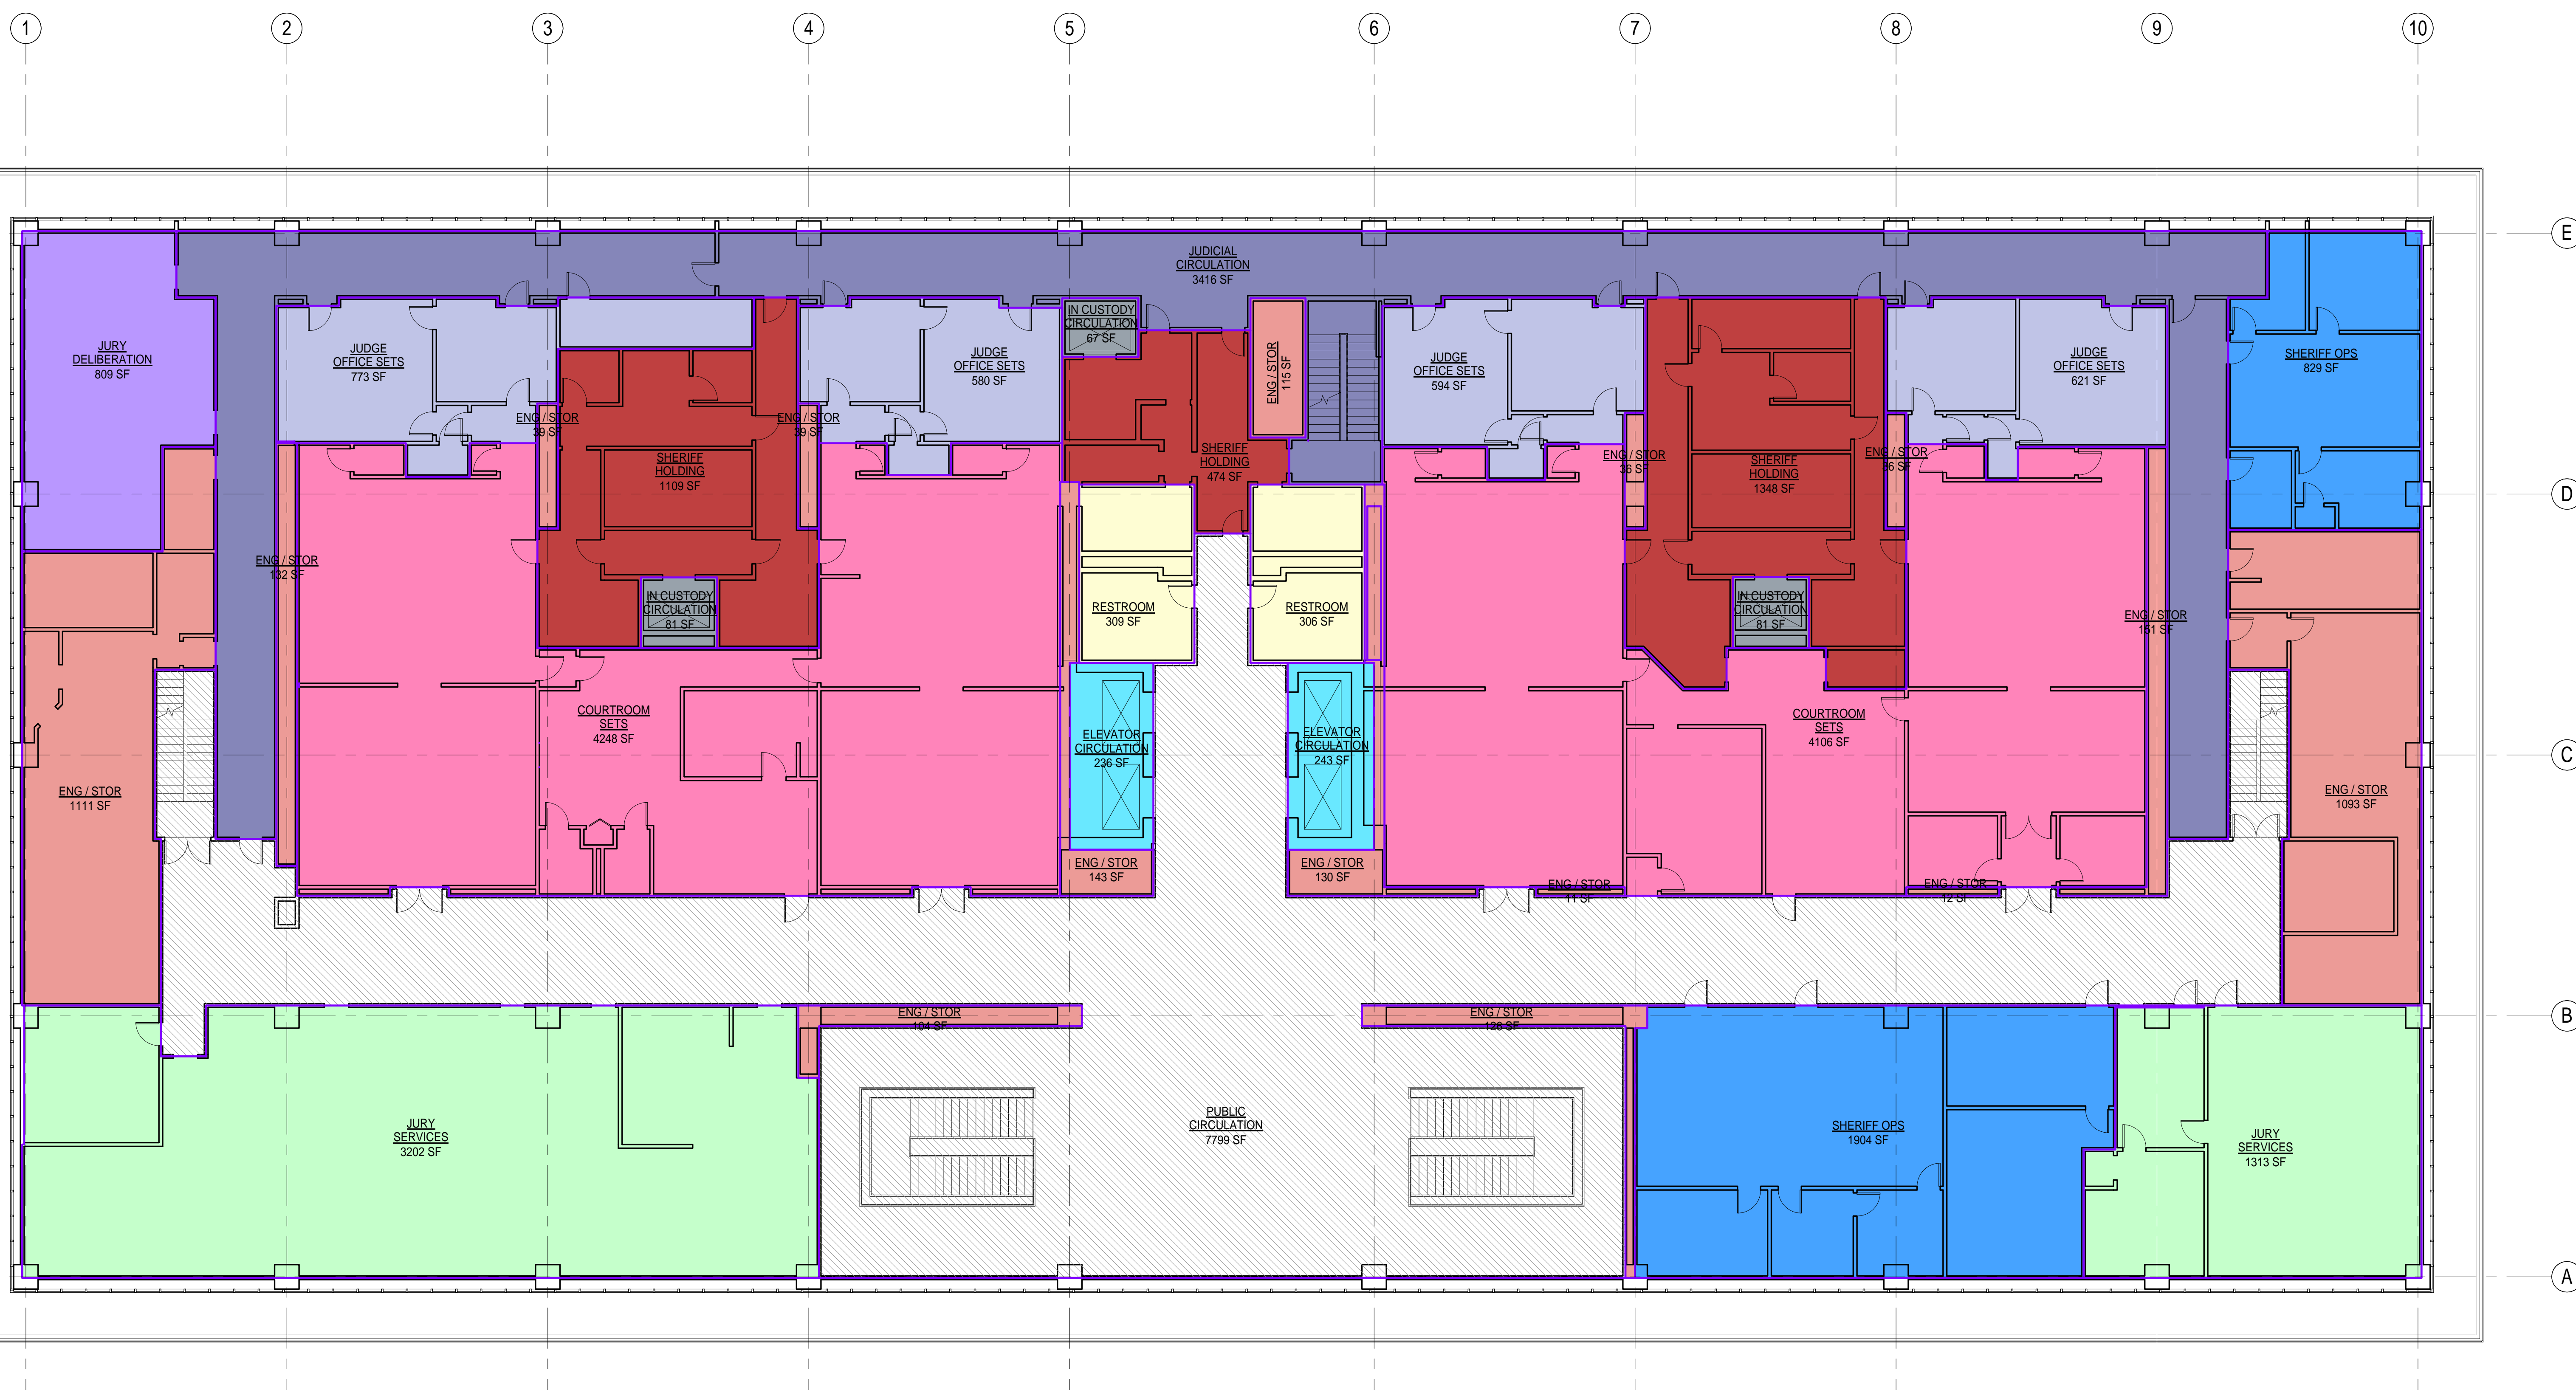 1 2 3 4 5 6 7 8 9 10
E
JUDICIAL
CIRCULATION
3416 SF
IN CUSTODY
CIRCULATION
67 SF
JURY
DELIBERATION
809 SF
JUDGE
OFFICE SETS
773 SF
JUDGE
OFFICE SETS
580 SF
ENG / STOR
115 SF
JUDGE
OFFICE SETS
594 SF
JUDGE
OFFICE SETS
621 SF
SHERIFF OPS
829 SF
ENG / STOR
39 SF
ENG / STOR
39 SF
SHERIFF
HOLDING
1109 SF
SHERIFF
HOLDING
474 SF
ENG / STOR
36 SF
SHERIFF
HOLDING
1348 SF
ENG / STOR
36 SF
D
ENG / STOR
132 SF
IN CUSTODY
CIRCULATION
81 SF
RESTROOM
309 SF
RESTROOM
306 SF
IN CUSTODY
CIRCULATION
81 SF
ENG / STOR
151 SF
COURTROOM
SETS
4248 SF
ELEVATOR
CIRCULATION
236 SF
ELEVATOR
CIRCULATION
243 SF
COURTROOM
SETS
4106 SF
C
ENG / STOR
1111 SF
ENG / STOR
1093 SF
ENG / STOR
143 SF
ENG / STOR
130 SF
ENG / STOR
11 SF
ENG / STOR
12 SF
ENG / STOR
104 SF
ENG / STOR
128 SF
B
JURY
SERVICES
3202 SF
PUBLIC
CIRCULATION
7799 SF
SHERIFF OPS
1904 SF
JURY
SERVICES
1313 SF
A